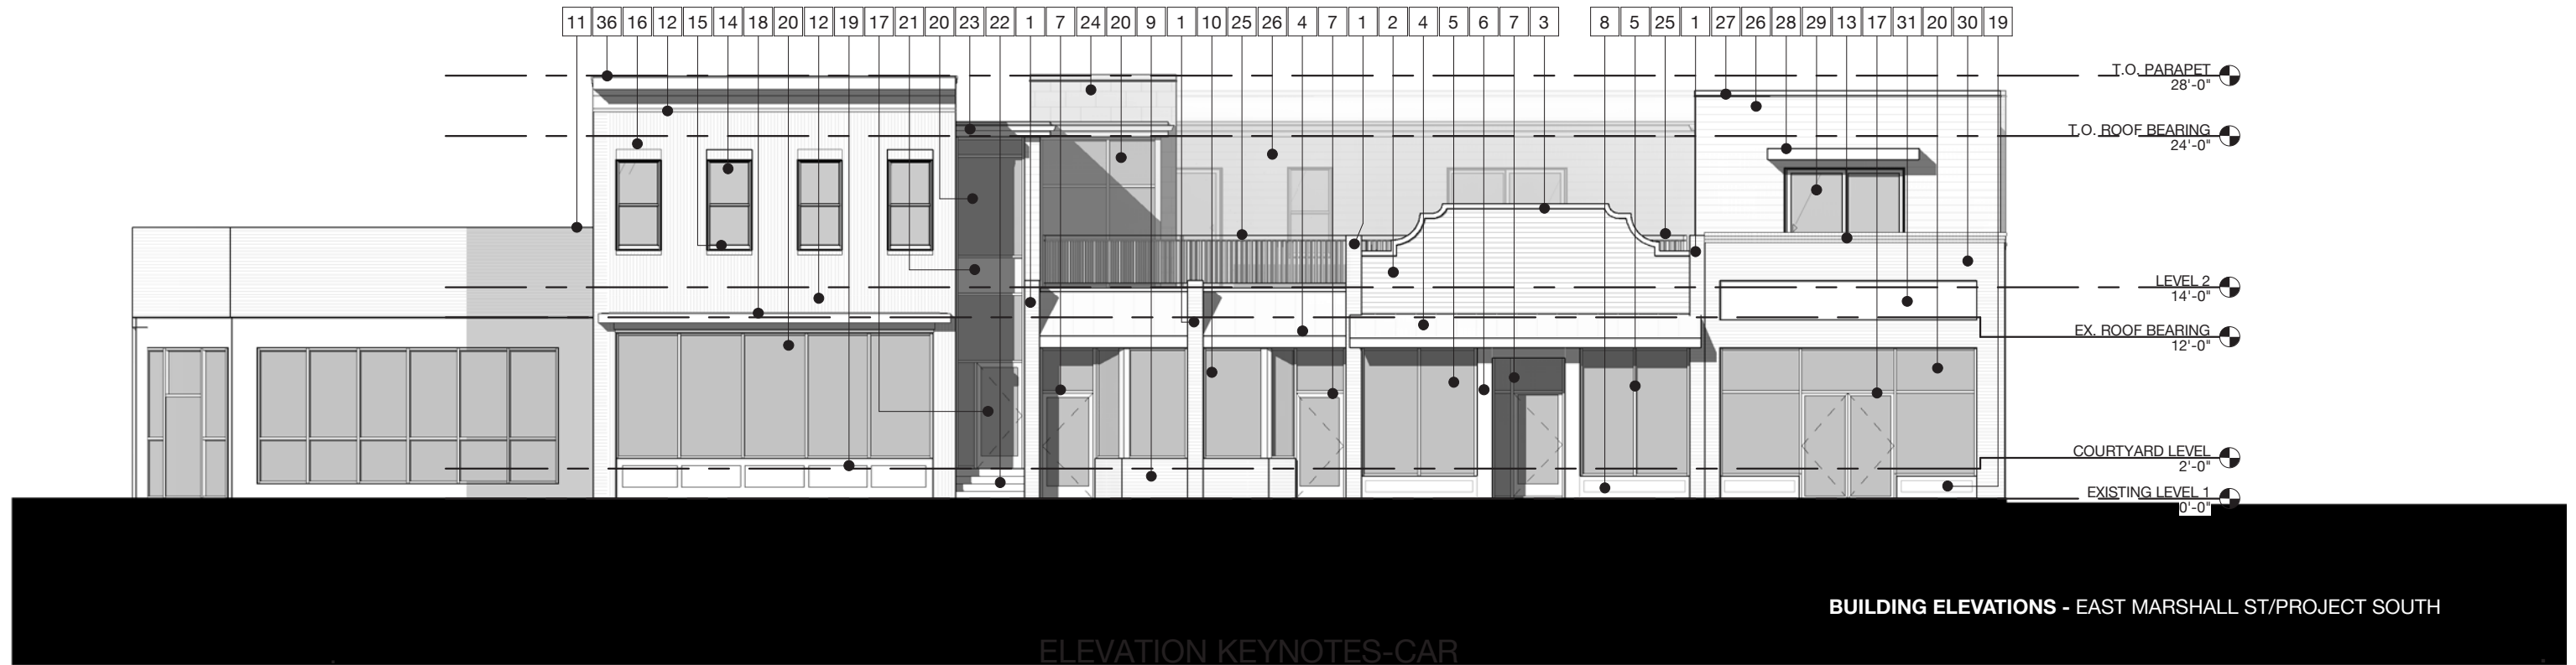 11 36 16 12 15 14 18 20 12 19 17 21 20 23 22 1 7 24 20 9 1 10 25 26 4 7 1 2 4 5 6 7 3 8 5 25 1 27 26 28 29 13 17 31 20 30 19
T.O. PARAPET
28'-0"
T.O. ROOF BEARING
24'-0"
LEVEL 2
14'-0"
EX. ROOF BEARING
12'-0"
COURTYARD LEVEL
2'-0"
EXISTING LEVEL 1
0'-0"
BUILDING ELEVATIONS - EAST MARSHALL ST/PROJECT SOUTH
ELEVATION KEYNOTES-CAR